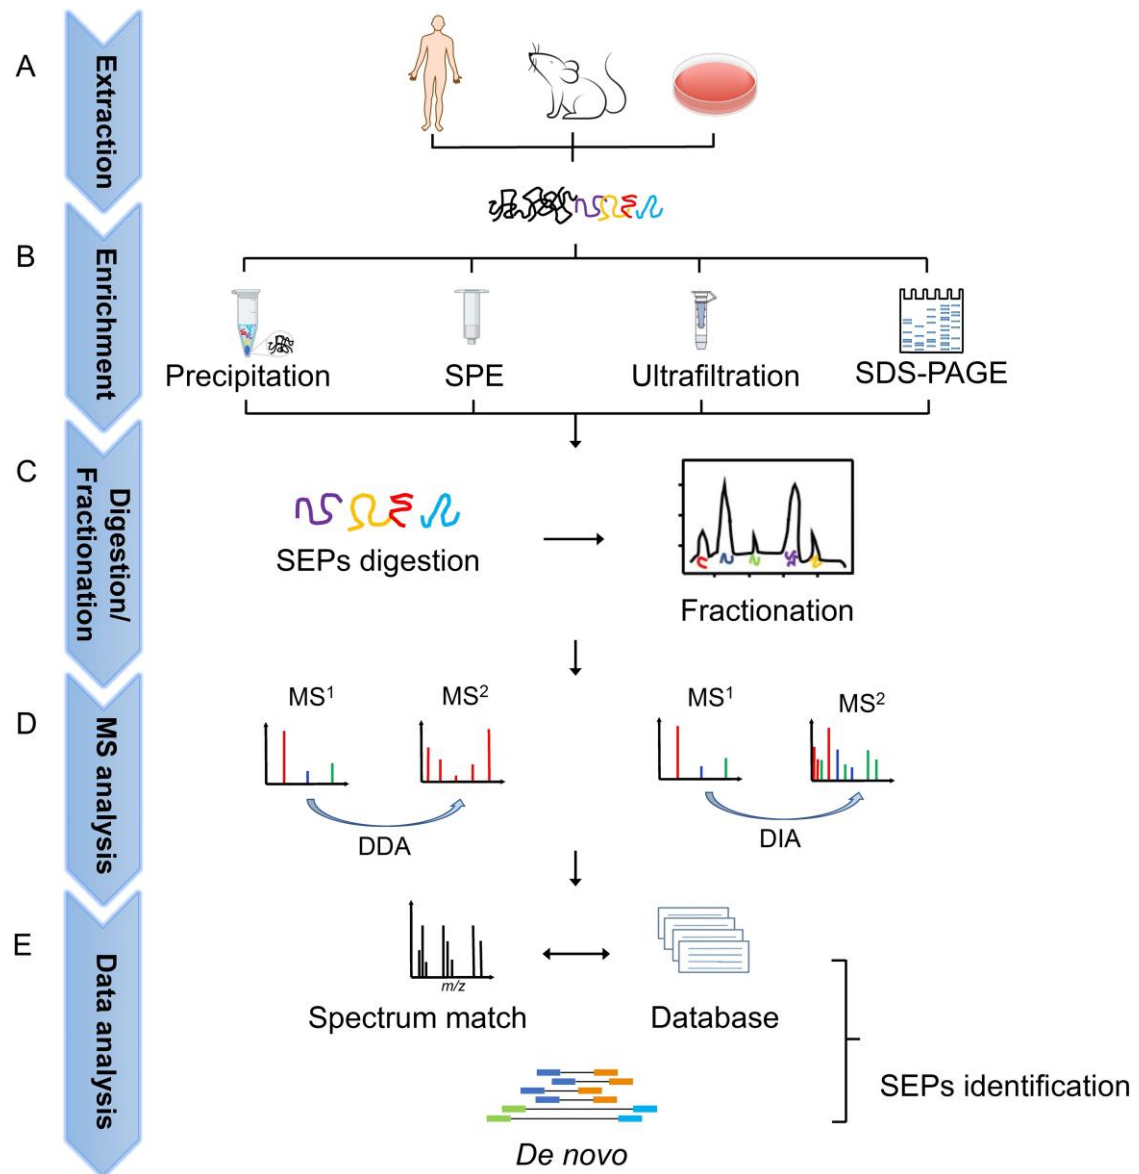 A
Extraction
B
Enrichment
Precipitation
SPE
Ultrafiltration
SDS-PAGE
C
Digestion/
Fractionation
SEPs digestion
Fractionation
D
MS analysis
MS¹
MS²
MS¹
MS²
DDA
DIA
E
Data analysis
m/z
Spectrum match
Database
SEPs identification
De novo